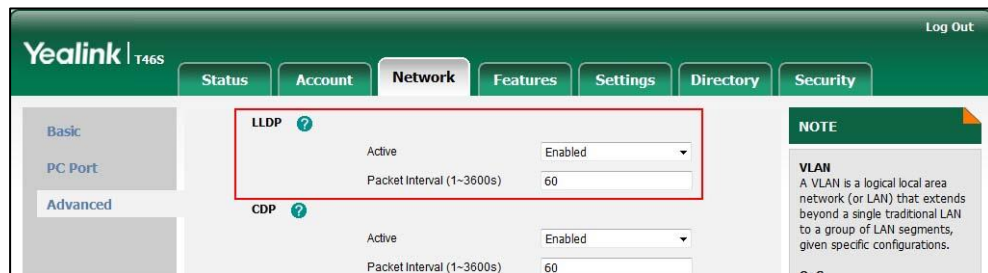 Log Out
Yealink | T46S
Status Account Network Features Settings Directory Security
Basic
PC Port
Advanced
LLDP ?
Active Enabled
Packet Interval (1~3600s) 60
CDP ?
Active Enabled
Packet Interval (1~3600s) 60
NOTE
VLAN
A VLAN is a logical local area
network (or LAN) that extends
beyond a single traditional LAN
to a group of LAN segments,
given specific configurations.